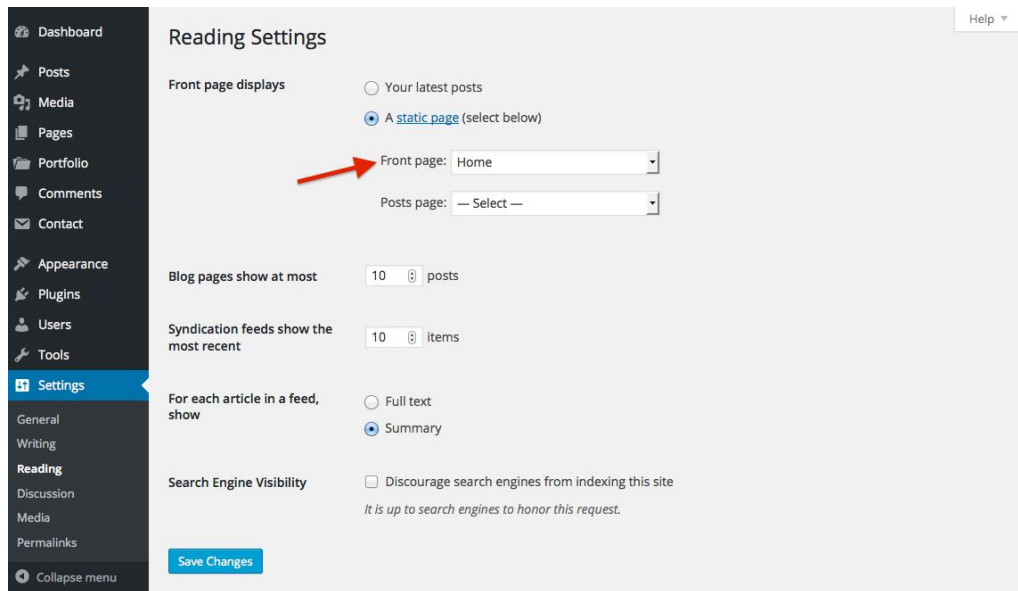 Help
Dashboard
Posts
Media
Pages
Portfolio
Comments
Contact
Appearance
Plugins
Users
Tools
Settings
General
Writing
Reading
Discussion
Media
Permalinks
Collapse menu
Reading Settings
Front page displays
Your latest posts
A static page (select below)
Front page: Home
Posts page: — Select —
Blog pages show at most
10 posts
Syndication feeds show the
most recent
10 items
For each article in a feed,
show
Full text
Summary
Search Engine Visibility
Discourage search engines from indexing this site
It is up to search engines to honor this request.
Save Changes